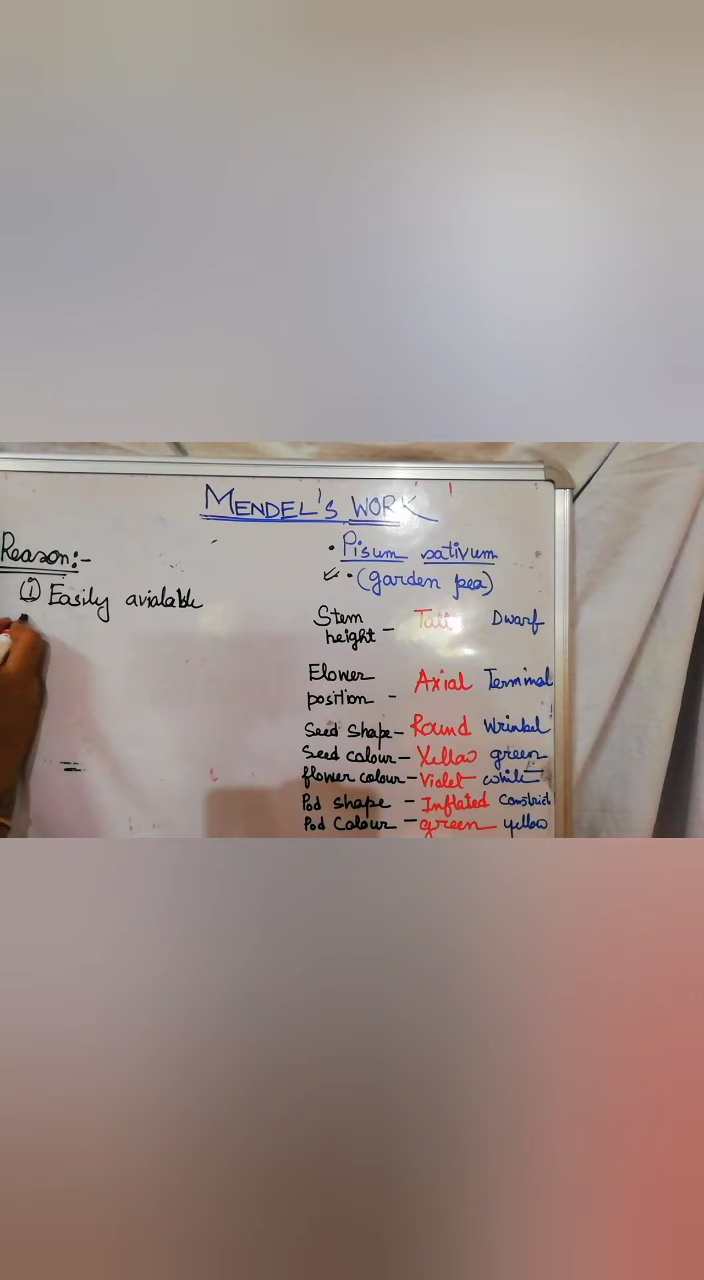 MENDEL'S WORK
Reason:-
(i) Easily avialable
• Pisum sativum
• (garden pea)
Stem height - Tall Dwarf
Flower position - Axial Terminal
Seed shape - Round Wrinkel
Seed colour - Yellow green
flower colour - Violet white
Pod shape - Inflated Constrict
Pod Colour - green yellow